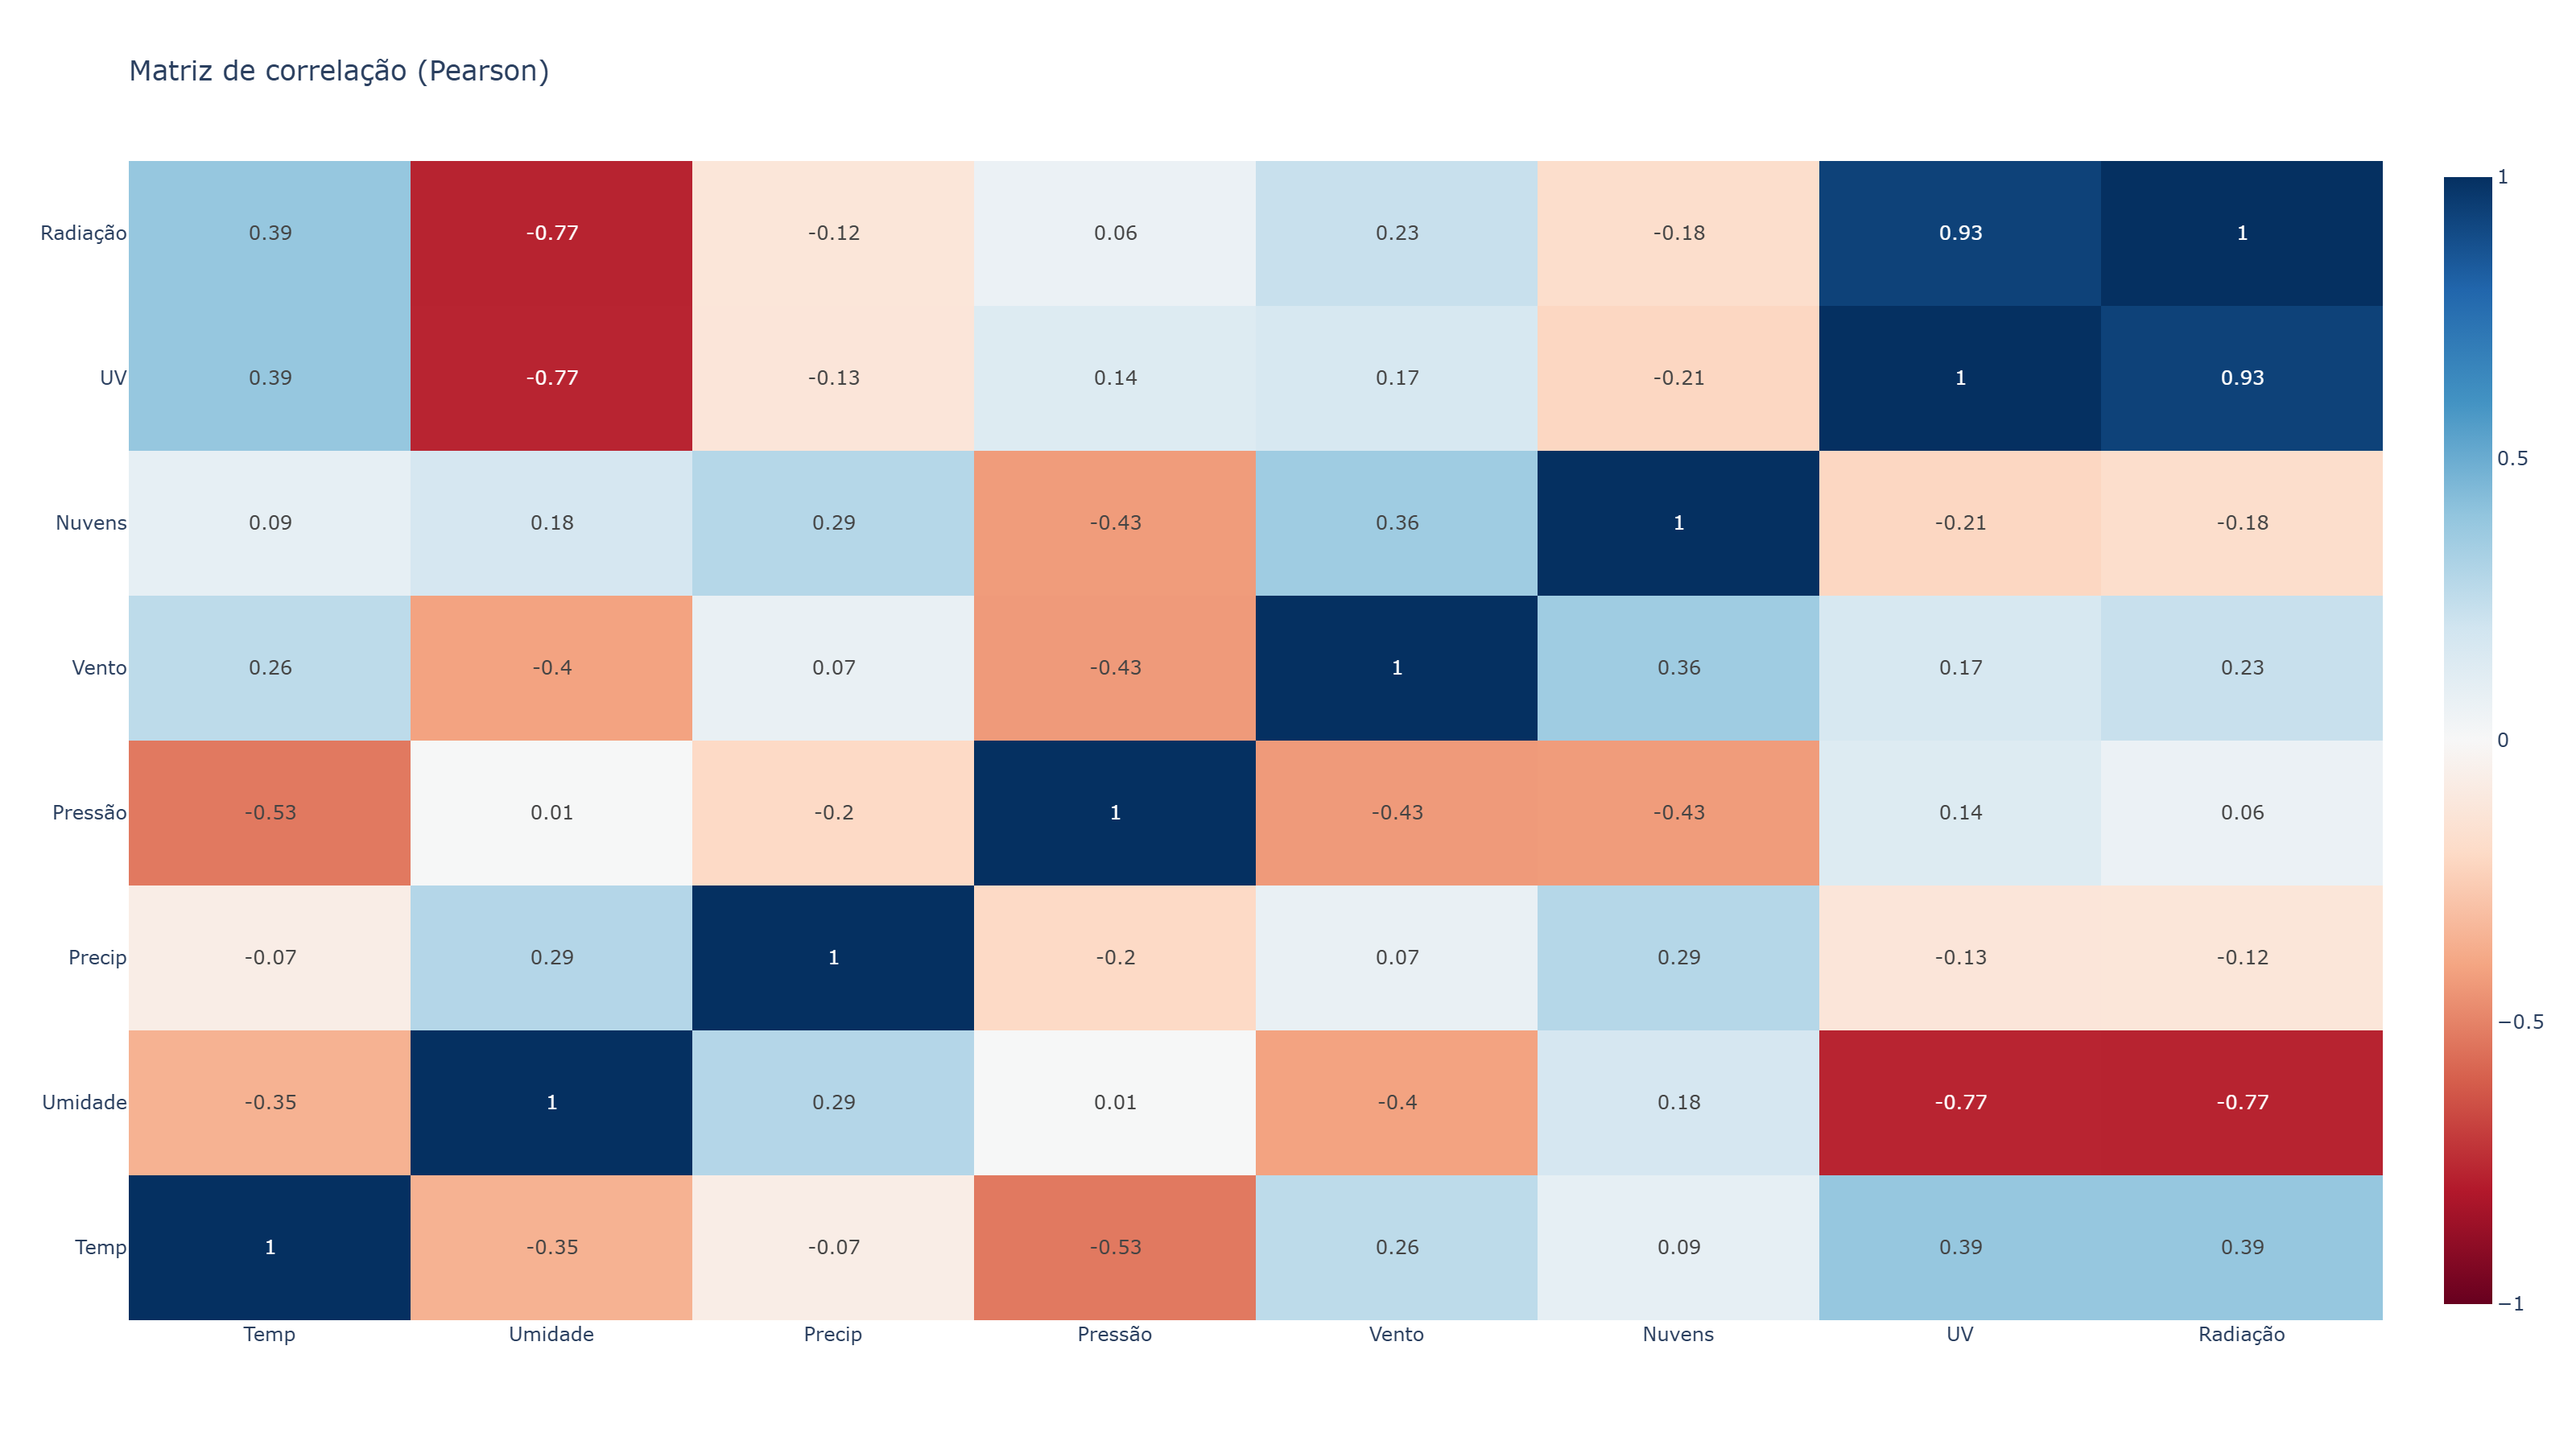 Matriz de correlação (Pearson)
Radiação 0.39 -0.77 -0.12 0.06 0.23 -0.18 0.93 1
UV 0.39 -0.77 -0.13 0.14 0.17 -0.21 1 0.93
Nuvens 0.09 0.18 0.29 -0.43 0.36 1 -0.21 -0.18
Vento 0.26 -0.4 0.07 -0.43 1 0.36 0.17 0.23
Pressão -0.53 0.01 -0.2 1 -0.43 -0.43 0.14 0.06
Precip -0.07 0.29 1 -0.2 0.07 0.29 -0.13 -0.12
Umidade -0.35 1 0.29 0.01 -0.4 0.18 -0.77 -0.77
Temp 1 -0.35 -0.07 -0.53 0.26 0.09 0.39 0.39
Temp Umidade Precip Pressão Vento Nuvens UV Radiação
1
0.5
0
−0.5
−1